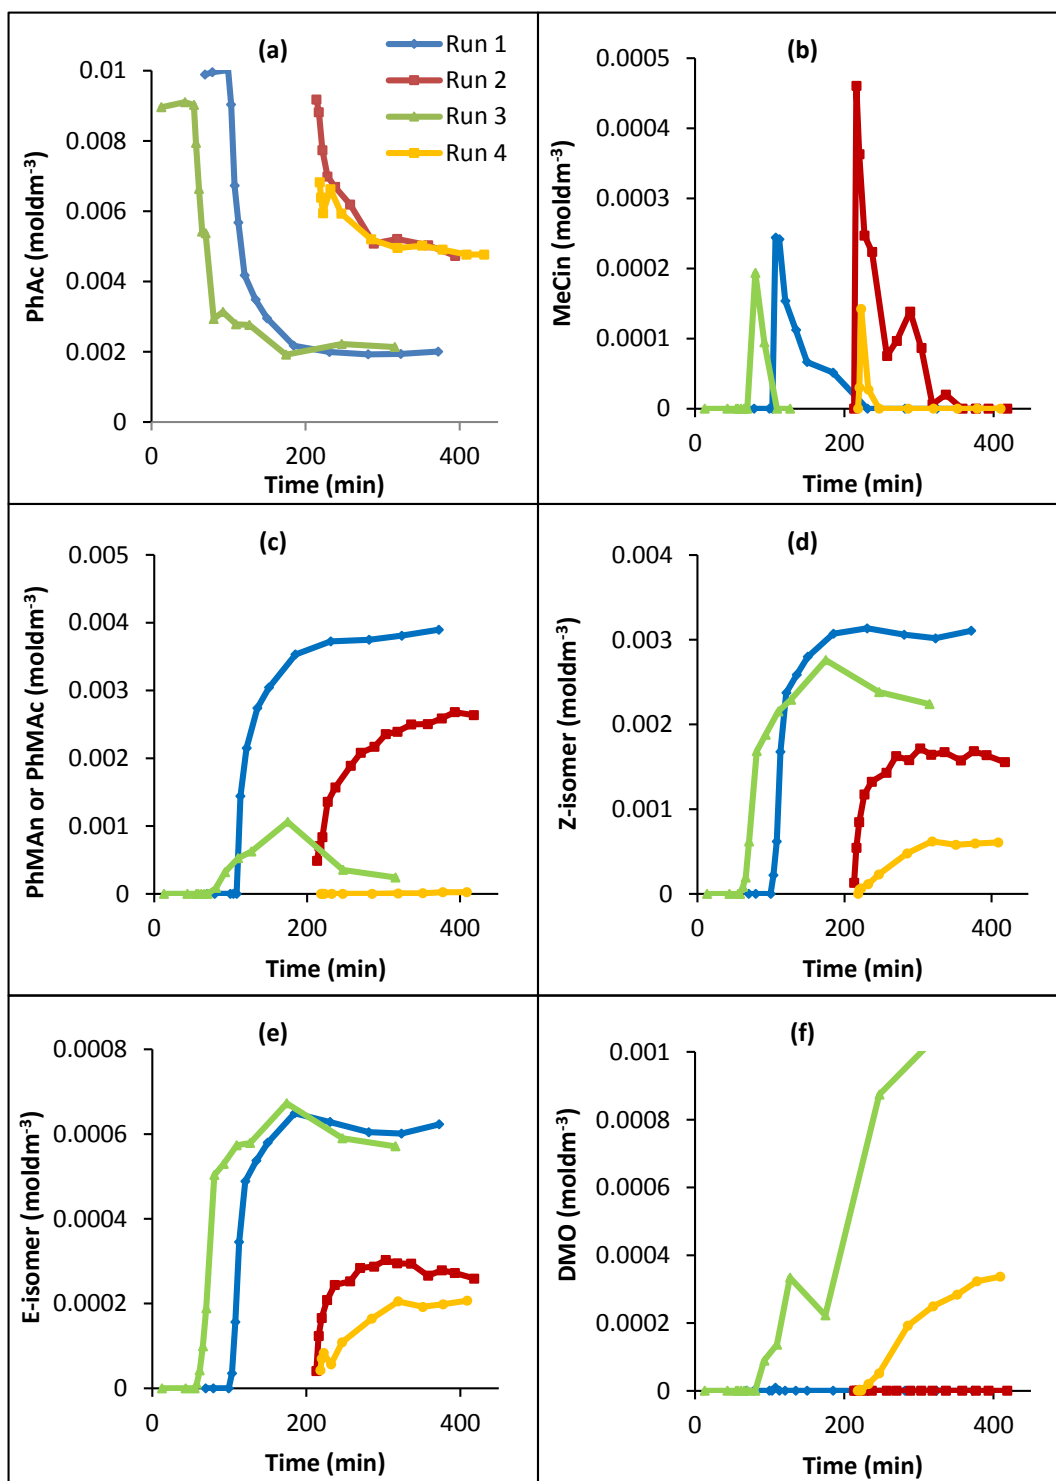 (a)
Run 1
Run 2
Run 3
Run 4
0.01
0.008
0.006
0.004
0.002
0
PhAc (moldm⁻³)
0 200 400
Time (min)
(b)
0.0005
0.0004
0.0003
0.0002
0.0001
0
MeCin (moldm⁻³)
0 200 400
Time (min)
(c)
0.005
0.004
0.003
0.002
0.001
0
PhMAn or PhMAc (moldm⁻³)
0 200 400
Time (min)
(d)
0.004
0.003
0.002
0.001
0
Z-isomer (moldm⁻³)
0 200 400
Time (min)
(e)
0.0008
0.0006
0.0004
0.0002
0
E-isomer (moldm⁻³)
0 200 400
Time (min)
(f)
0.001
0.0008
0.0006
0.0004
0.0002
0
DMO (moldm⁻³)
0 200 400
Time (min)